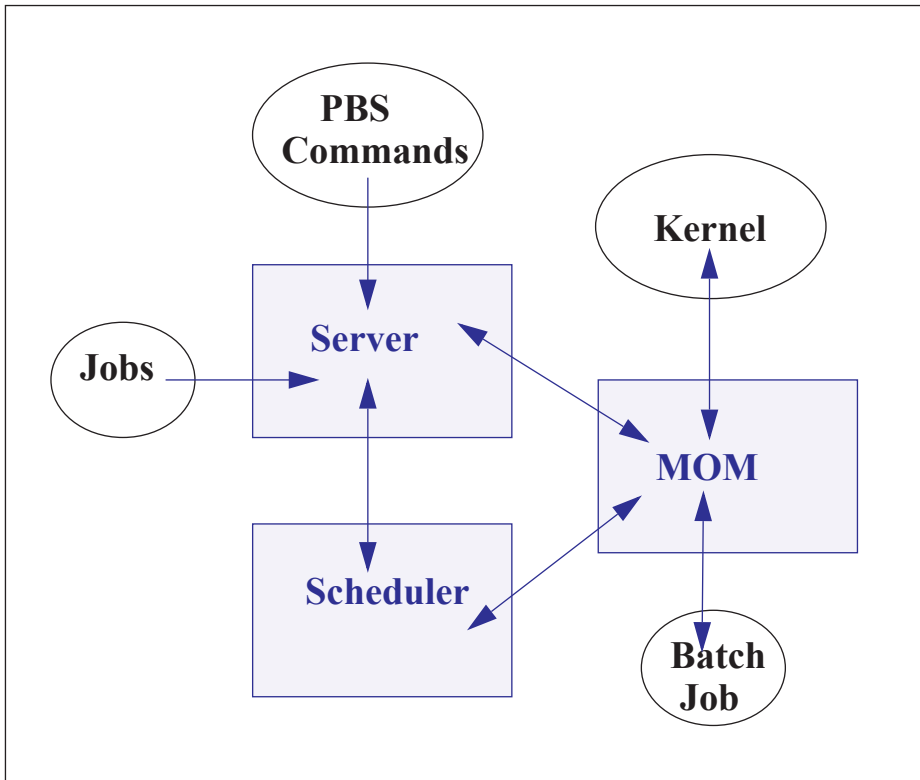 PBS
Commands
Kernel
Server
Jobs
MOM
Scheduler
Batch
Job